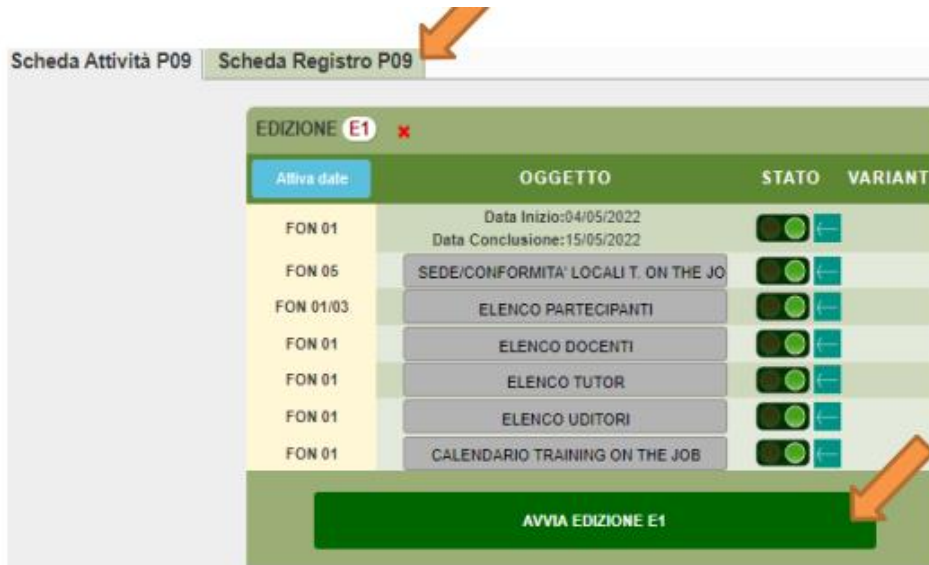 Scheda Attività P09 Scheda Registro P09
EDIZIONE E1
Attiva date OGGETTO STATO VARIANT
FON 01 Data Inizio:04/05/2022
Data Conclusione:15/05/2022
FON 05 SEDE/CONFORMITA' LOCALI T. ON THE JO
FON 01/03 ELENCO PARTECIPANTI
FON 01 ELENCO DOCENTI
FON 01 ELENCO TUTOR
FON 01 ELENCO UDITORI
FON 01 CALENDARIO TRAINING ON THE JOB
AVVIA EDIZIONE E1